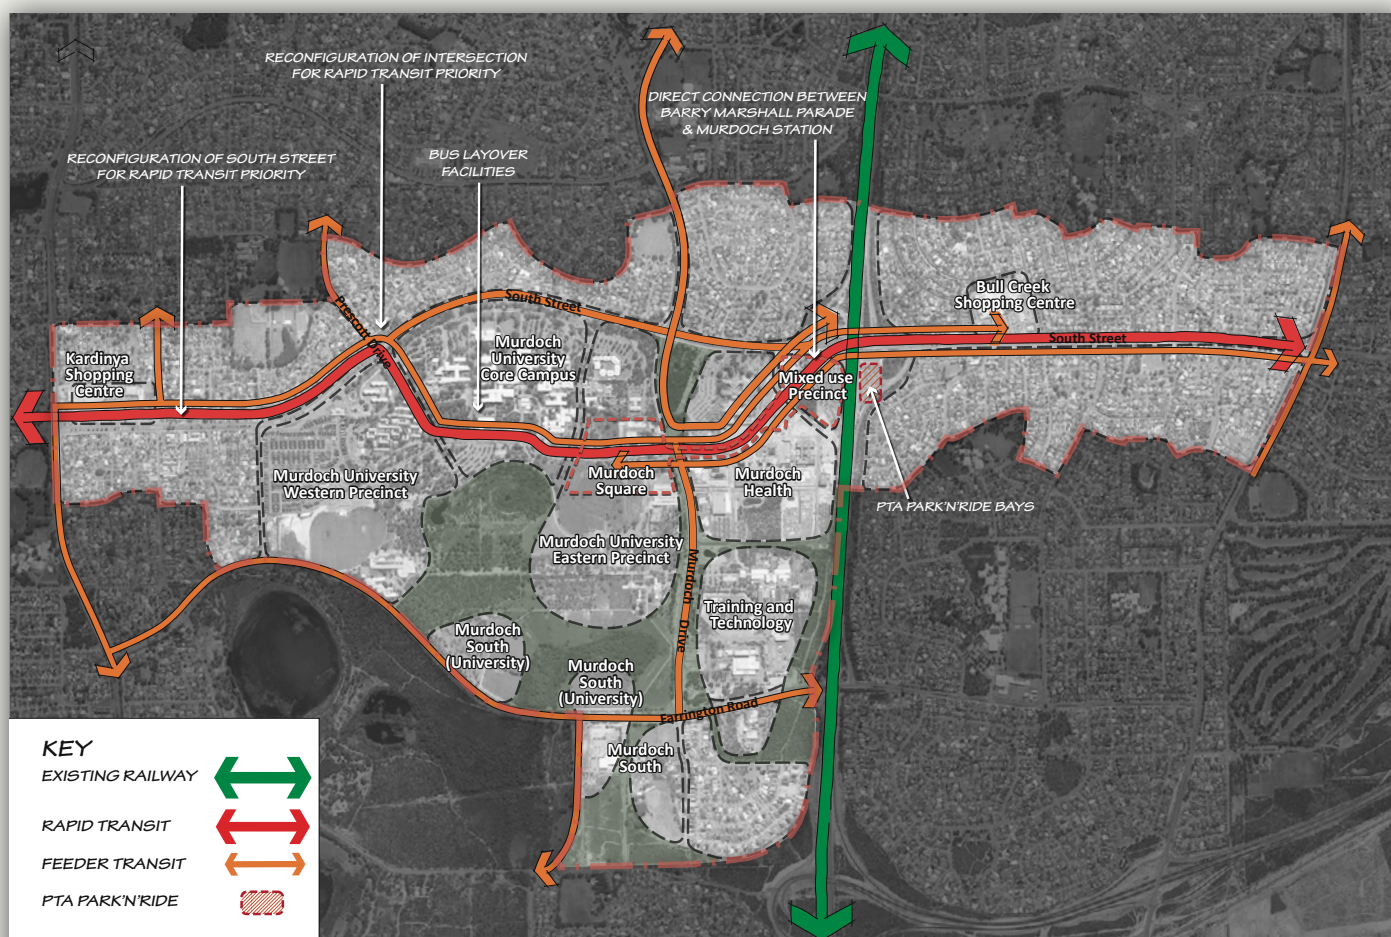 RECONFIGURATION OF INTERSECTION
FOR RAPID TRANSIT PRIORITY
DIRECT CONNECTION BETWEEN
BARRY MARSHALL PARADE
& MURDOCH STATION
RECONFIGURATION OF SOUTH STREET
FOR RAPID TRANSIT PRIORITY
BUS LAYOVER
FACILITIES
Bull Creek
Shopping Centre
South Street
Prescott Drive
South Street
Murdoch
University
Core Campus
Kardinya
Shopping
Centre
Mixed use
Precinct
Murdoch University
Western Precinct
Murdoch
Square
Murdoch
Health
PTA PARK'N'RIDE BAYS
Murdoch University
Eastern Precinct
Murdoch Drive
Training and
Technology
Murdoch
South
(University)
Murdoch
South
(University)
Farrington Road
Murdoch
South
KEY
EXISTING RAILWAY
RAPID TRANSIT
FEEDER TRANSIT
PTA PARK'N'RIDE